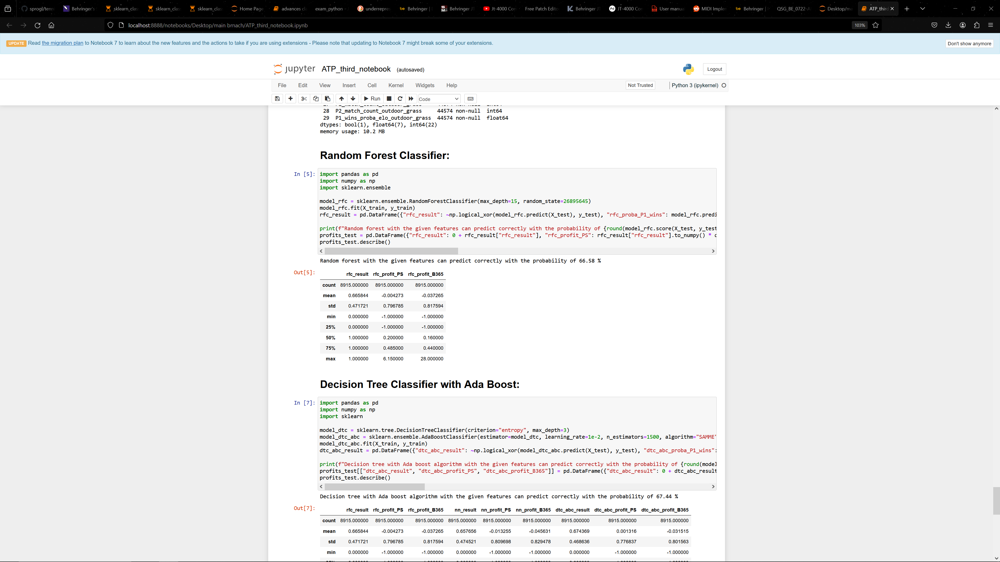 sprogl/tenni
Behringer's
sklearn_clas
sklearn_clas
sklearn_clas
Home Page
advances cl
exam_python -
underrepres
Behringer |
Behringer JT
Jt-4000 Con
Free Patch Edito
Behringer J
JT-4000 Co
User manua
MIDI Implem
Behringer |
QSG_BE_0722-A
Desktop/ma
ATP_third
localhost:8888/notebooks/Desktop/main brnach/ATP_third_notebook.ipynb
103%
UPDATE Read the migration plan to Notebook 7 to learn about the new features and the actions to take if you are using extensions - Please note that updating to Notebook 7 might break some of your extensions.
Don't show anymore
jupyter ATP_third_notebook (autosaved)
Logout
File Edit View Insert Cell Kernel Widgets Help
Not Trusted
Python 3 (ipykernel)
Run
Code
28 P2_match_count_outdoor_grass 44574 non-null int64
29 P1_wins_proba_elo_outdoor_grass 44574 non-null float64
dtypes: bool(1), float64(7), int64(22)
memory usage: 10.2 MB
Random Forest Classifier:
In [5]: import pandas as pd
import numpy as np
import sklearn.ensemble
model_rfc = sklearn.ensemble.RandomForestClassifier(max_depth=15, random_state=26895645)
model_rfc.fit(X_train, y_train)
rfc_result = pd.DataFrame({"rfc_result": ~np.logical_xor(model_rfc.predict(X_test), y_test), "rfc_proba_P1_wins": model_rfc.predi
print(f"Random forest with the given features can predict correctly with the probability of {round(model_rfc.score(X_test, y_test
profits_test = pd.DataFrame({"rfc_result": 0 + rfc_result["rfc_result"], "rfc_profit_PS": rfc_result["rfc_result"].to_numpy() * d
profits_test.describe()
Random forest with the given features can predict correctly with the probability of 66.58 %
Out[5]:
rfc_result rfc_profit_PS rfc_profit_B365
count 8915.000000 8915.000000 8915.000000
mean 0.665844 -0.004273 -0.037265
std 0.471721 0.796785 0.817594
min 0.000000 -1.000000 -1.000000
25% 0.000000 -1.000000 -1.000000
50% 1.000000 0.200000 0.160000
75% 1.000000 0.485000 0.440000
max 1.000000 6.150000 28.000000
Decision Tree Classifier with Ada Boost:
In [7]: import pandas as pd
import numpy as np
import sklearn
model_dtc = sklearn.tree.DecisionTreeClassifier(criterion="entropy", max_depth=3)
model_dtc_abc = sklearn.ensemble.AdaBoostClassifier(estimator=model_dtc, learning_rate=1e-2, n_estimators=1500, algorithm="SAMME"
model_dtc_abc.fit(X_train, y_train)
dtc_abc_result = pd.DataFrame({"dtc_abc_result": ~np.logical_xor(model_dtc_abc.predict(X_test), y_test), "dtc_abc_proba_P1_wins":
print(f"Decision tree with Ada boost algorithm with the given features can predict correctly with the probability of {round(model
profits_test[["dtc_abc_result", "dtc_abc_profit_PS", "dtc_abc_profit_B365"]] = pd.DataFrame({"dtc_abc_result": 0 + dtc_abc_result
profits_test.describe()
Decision tree with Ada boost algorithm with the given features can predict correctly with the probability of 67.44 %
Out[7]:
rfc_result rfc_profit_PS rfc_profit_B365 nn_result nn_profit_PS nn_profit_B365 dtc_abc_result dtc_abc_profit_PS dtc_abc_profit_B365
count 8915.000000 8915.000000 8915.000000 8915.000000 8915.000000 8915.000000 8915.000000 8915.000000 8915.000000
mean 0.665844 -0.004273 -0.037265 0.657656 -0.013255 -0.045631 0.674369 0.001316 -0.031515
std 0.471721 0.796785 0.817594 0.474521 0.809698 0.829478 0.468636 0.776837 0.801563
min 0.000000 -1.000000 -1.000000 0.000000 -1.000000 -1.000000 0.000000 -1.000000 -1.000000